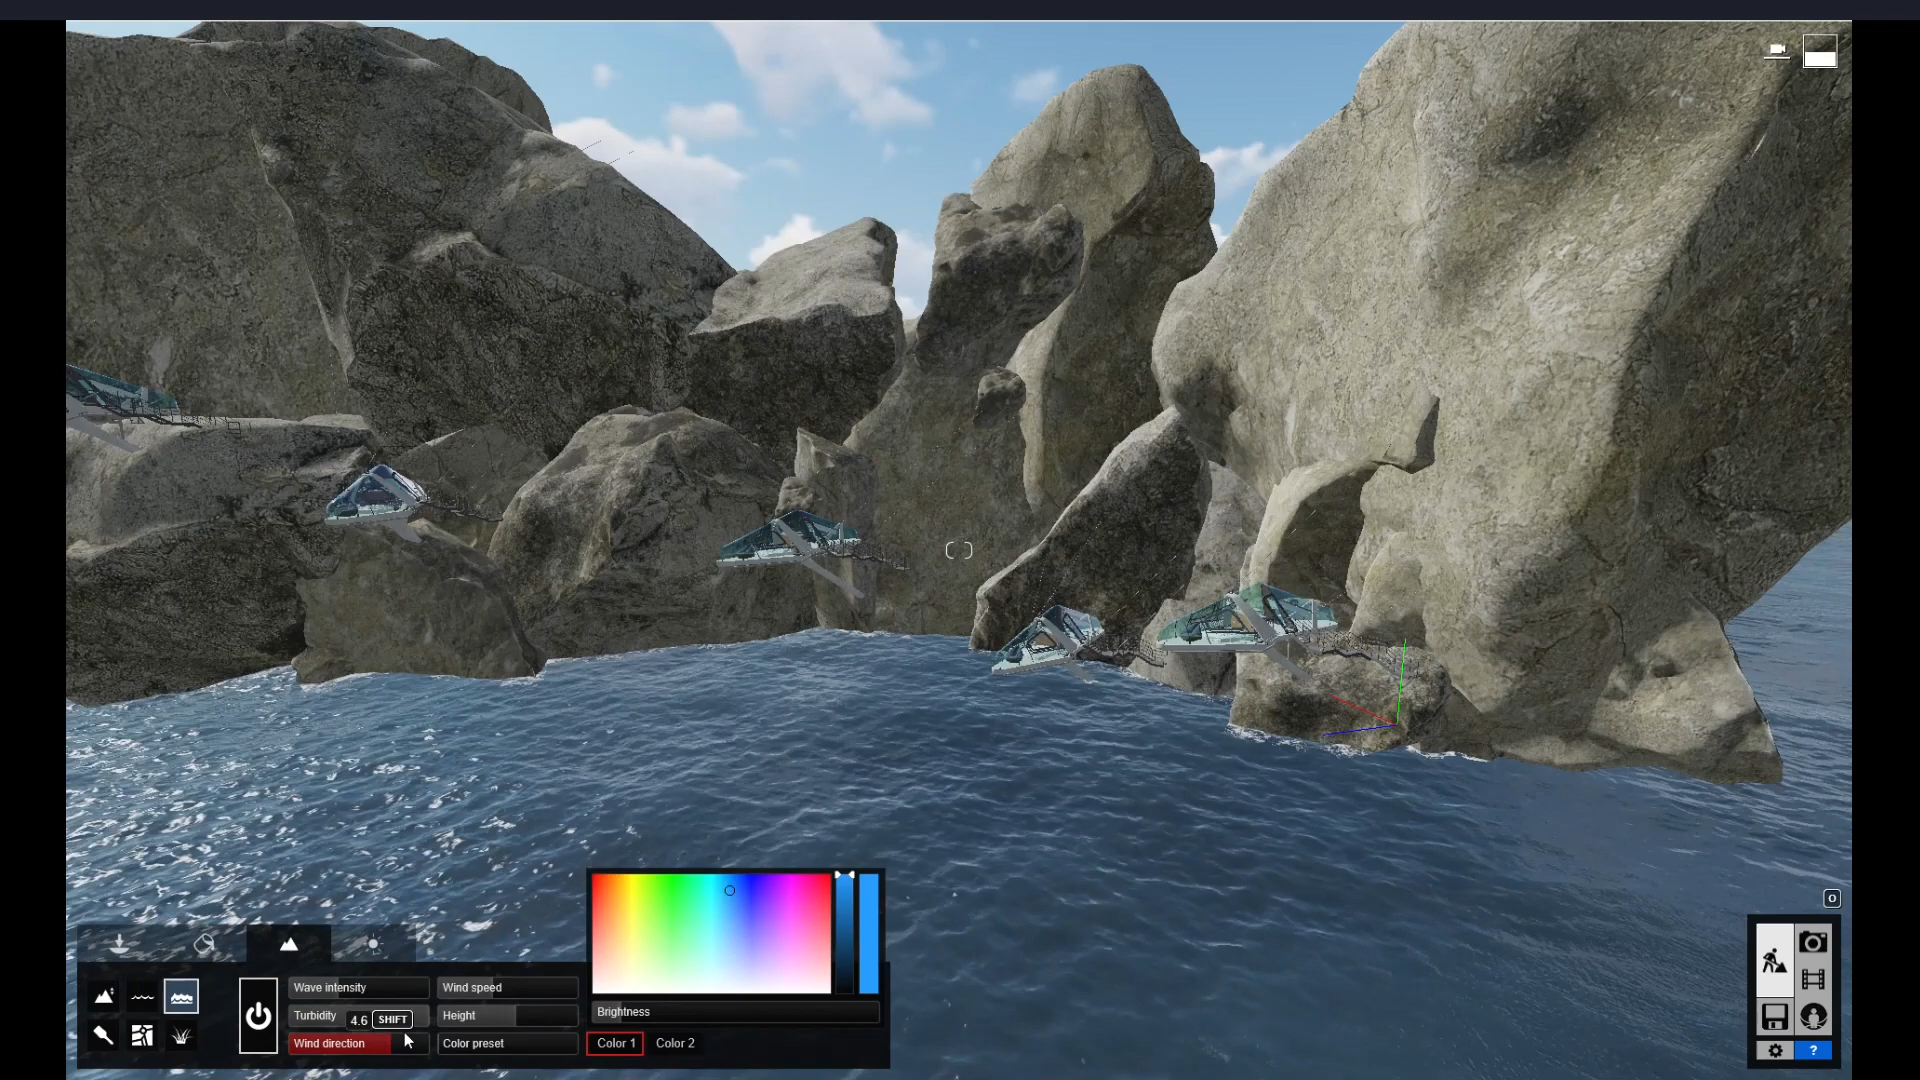 O
Wave intensity
Wind speed
Turbidity
4.6 SHIFT
Height
Brightness
Wind direction
Color preset
Color 1
Color 2
?